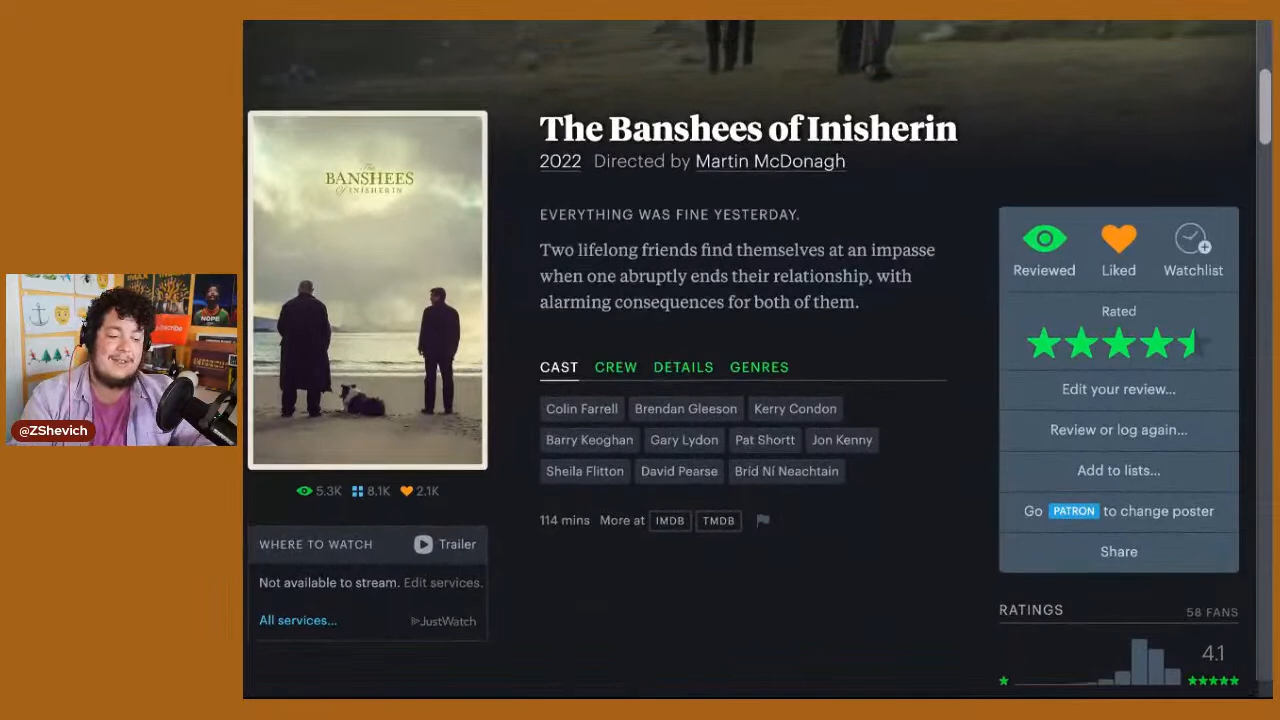 The Banshees of Inisherin
2022 Directed by Martin McDonagh
The
BANSHEES
Of INISHERIN
EVERYTHING WAS FINE YESTERDAY.
Two lifelong friends find themselves at an impasse
when one abruptly ends their relationship, with
alarming consequences for both of them.
CAST CREW DETAILS GENRES
Colin Farrell Brendan Gleeson Kerry Condon
Barry Keoghan Gary Lydon Pat Shortt Jon Kenny
Sheila Flitton David Pearse Bríd Ní Neachtain
114 mins More at IMDB TMDB
5.3K 8.1K 2.1K
WHERE TO WATCH Trailer
Not available to stream. Edit services.
All services... JustWatch
Reviewed Liked Watchlist
Rated
Edit your review...
Review or log again...
Add to lists...
Go PATRON to change poster
Share
RATINGS 58 FANS
4.1
NOPE
@ZShevich